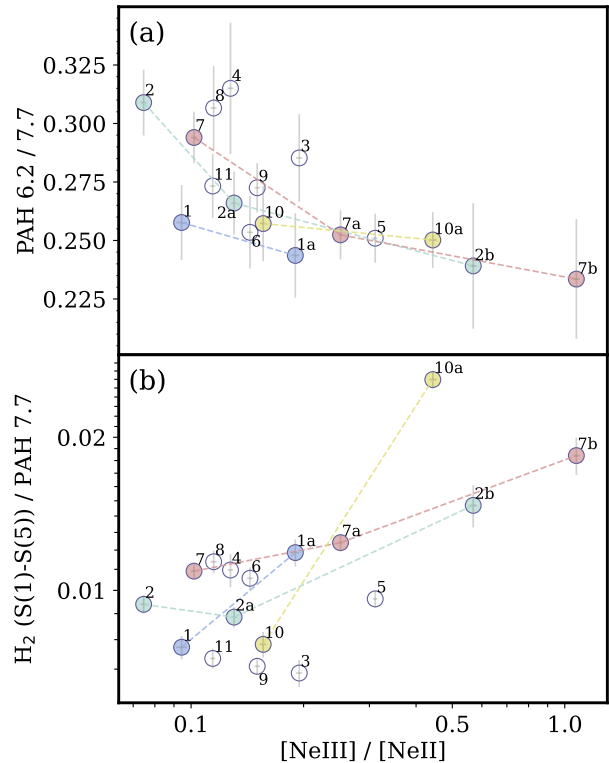 (a)
0.325
0.300
0.275
0.250
0.225
PAH 6.2 / 7.7
2
8
4
7
3
11
9
1
2a
10
6
1a
7a
5
10a
2b
7b
(b)
0.02
0.01
H₂ (S(1)-S(5)) / PAH 7.7
10a
7b
2b
1a
7a
7
8
4
6
5
2
2a
1
10
11
9
3
0.1
0.5
1.0
[NeIII] / [NeII]